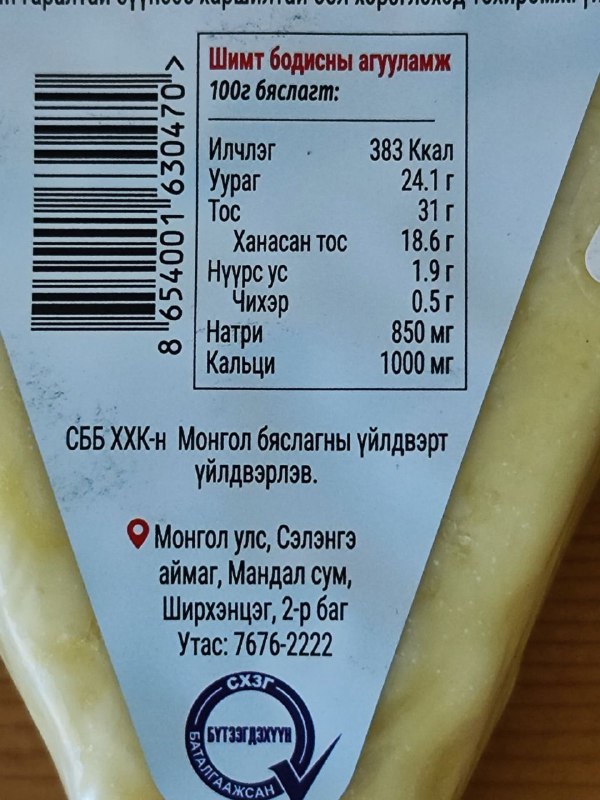 Шимт бодисны агууламж
100г бяслагт:
Илчлэг 383 Ккал
Уураг 24.1 г
Тос 31 г
Ханасан тос 18.6 г
Нүүрс ус 1.9 г
Чихэр 0.5 г
Натри 850 мг
Кальци 1000 мг
8 654001 630470 >
СББ ХХК-н Монгол бяслагны үйлдвэрт
үйлдвэрлэв.
Монгол улс, Сэлэнгэ
аймаг, Мандал сум,
Ширхэнцэг, 2-р баг
Утас: 7676-2222
СХЗГ
БҮТЭЭГДЭХҮҮН
БАТАЛГААЖСАН